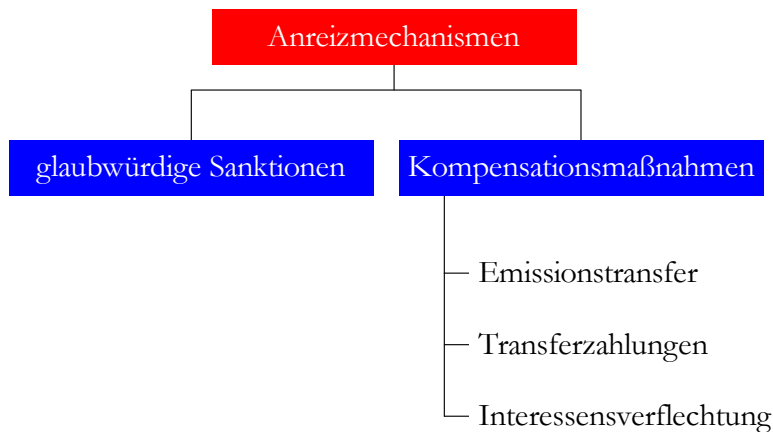 Anreizmechanismen
glaubwürdige Sanktionen
Kompensationsmaßnahmen
Emissionstransfer
Transferzahlungen
Interessensverflechtung